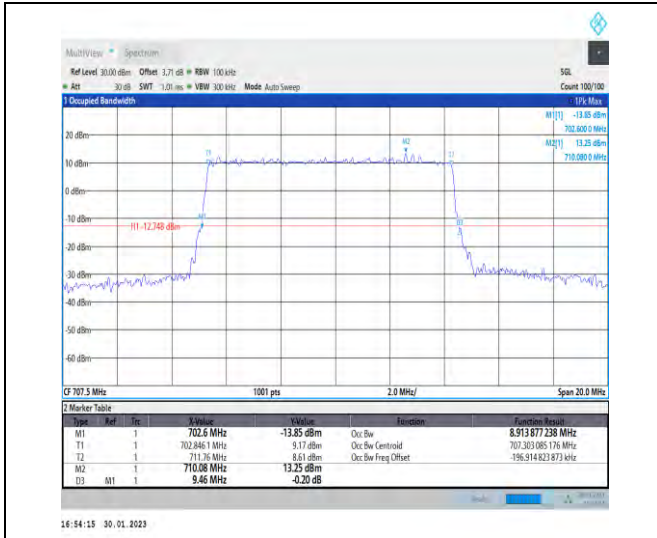 MultiView Spectrum
Ref Level 30.00 dBm Offset 3.71 dB RBW 100 kHz SGL
Att 30 dB SWT 1.01 ms VBW 300 kHz Mode Auto Sweep Count 100/100
1 Occupied Bandwidth 1Pk Max
M1[1] -13.85 dBm
702.600 0 MHz
M2[1] 13.25 dBm
710.080 0 MHz
20 dBm
M2
T1
T2
10 dBm
0 dBm
-10 dBm
M1
D3
H1 -12.748 dBm
-20 dBm
-30 dBm
-40 dBm
-50 dBm
-60 dBm
CF 707.5 MHz 1001 pts 2.0 MHz/ Span 20.0 MHz
2 Marker Table
Type Ref Trc X-Value Y-Value Function Function Result
M1 1 702.6 MHz -13.85 dBm Occ Bw 8.913 877 238 MHz
T1 1 702.846 1 MHz 9.17 dBm Occ Bw Centroid 707.303 085 176 MHz
T2 1 711.76 MHz 8.61 dBm Occ Bw Freq Offset -196.914 823 873 kHz
M2 1 710.08 MHz 13.25 dBm
D3 M1 1 9.46 MHz -0.20 dB
16:54:15 30.01.2023